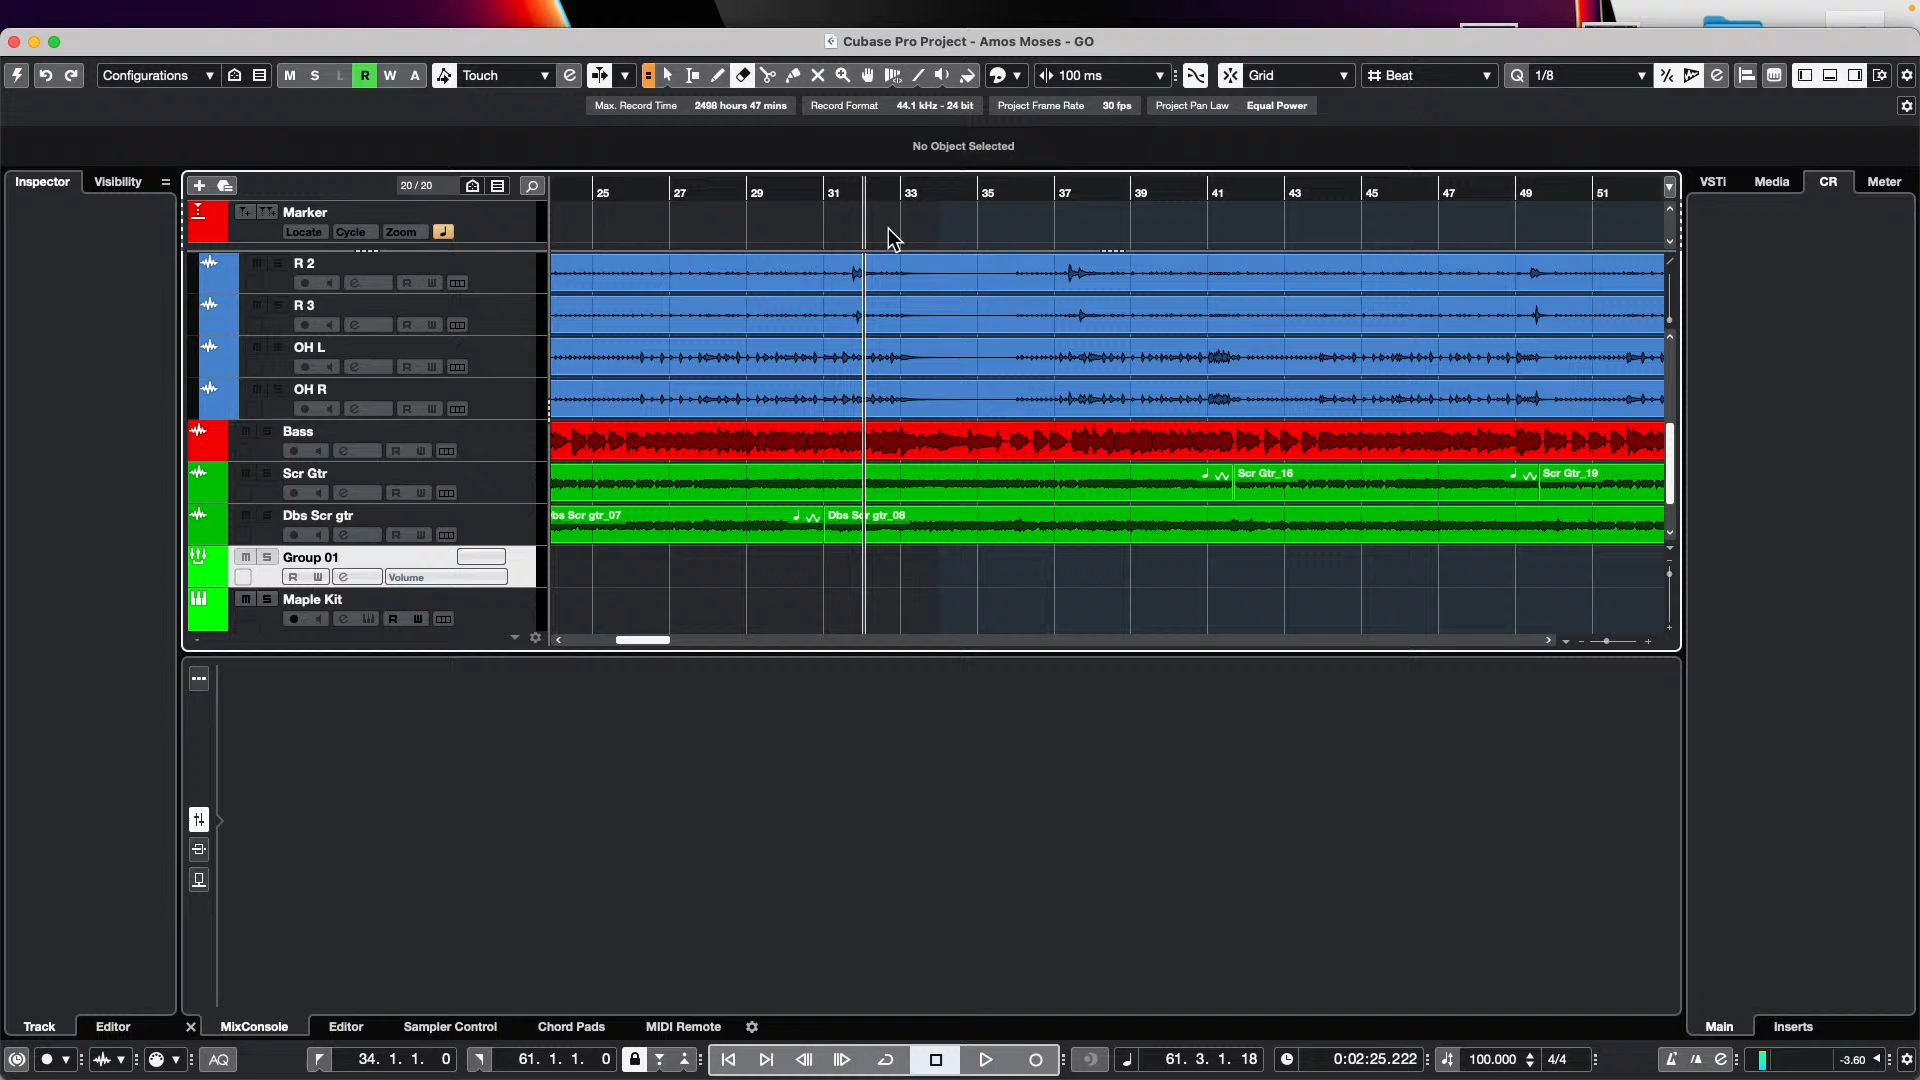 Cubase Pro Project - Amos Moses - GO
Configurations M S L R W A Touch 100 ms Grid Beat Q 1/8
Max. Record Time 2498 hours 47 mins Record Format 44.1 kHz - 24 bit Project Frame Rate 30 fps Project Pan Law Equal Power
No Object Selected
Inspector Visibility 20 / 20 25 27 29 31 33 35 37 39 41 43 45 47 49 51 VSTi Media CR Meter
Marker
Locate Cycle Zoom
m s R 2
e R W
m s R 3
e R W
m s OH L
e R W
m s OH R
e R W
m s Bass
e R W
m s Scr Gtr Scr Gtr_16 Scr Gtr_19
e R W
m s Dbs Scr gtr bs Scr gtr_07 Dbs Scr gtr_08
e R W
m S Group 01
R W e Volume
m S Maple Kit
e R W
Track Editor MixConsole Editor Sampler Control Chord Pads MIDI Remote Main Inserts
AQ 34. 1. 1. 0 61. 1. 1. 0 61. 3. 1. 18 0:02:25.222 100.000 4/4 -3.60